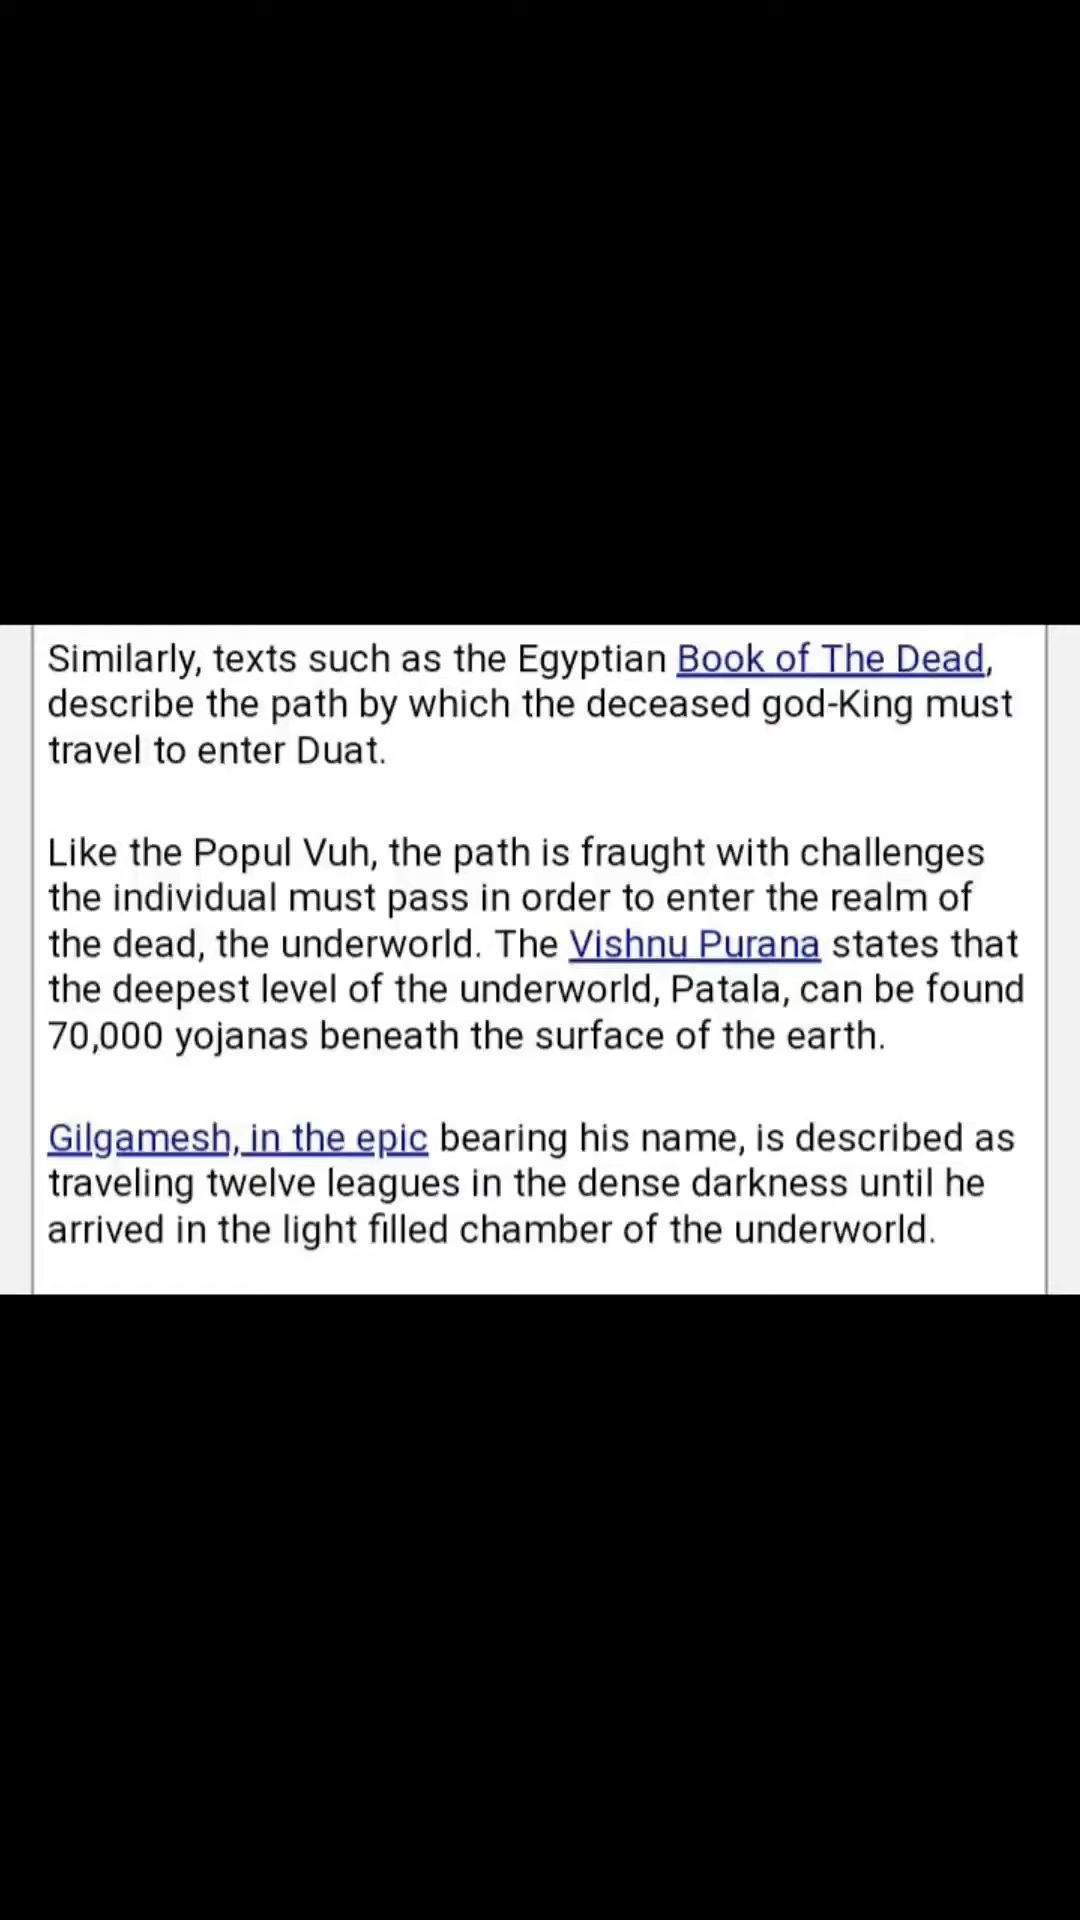 Similarly, texts such as the Egyptian Book of The Dead,
describe the path by which the deceased god-King must
travel to enter Duat.
Like the Popul Vuh, the path is fraught with challenges
the individual must pass in order to enter the realm of
the dead, the underworld. The Vishnu Purana states that
the deepest level of the underworld, Patala, can be found
70,000 yojanas beneath the surface of the earth.
Gilgamesh, in the epic bearing his name, is described as
traveling twelve leagues in the dense darkness until he
arrived in the light filled chamber of the underworld.